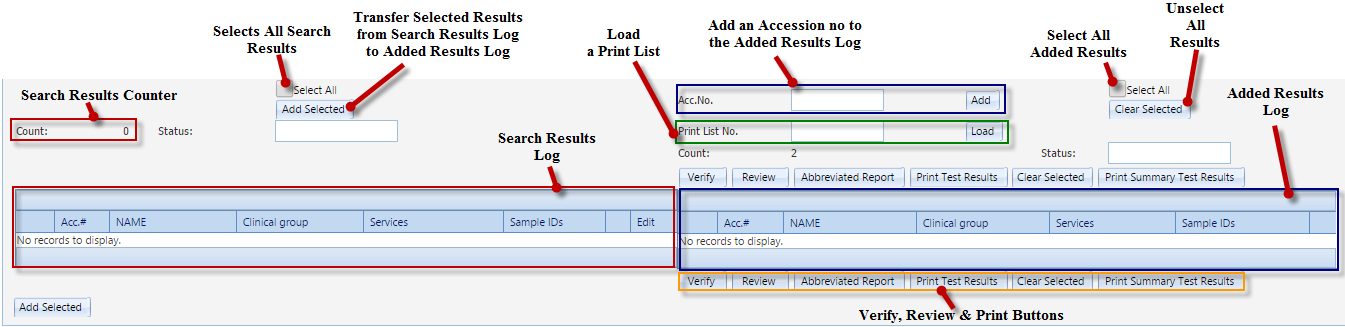 Transfer Selected Results
from Search Results Log
to Added Results Log
Selects All Search
Results
Load
a Print List
Add an Accession no to
the Added Results Log
Select All
Added Results
Unselect
All
Results
Search Results Counter
Added Results
Log
Select All
Add Selected
Acc.No.
Add
Select All
Clear Selected
Count: 0 Status:
Print List No.
Load
Search Results
Log
Count: 2 Status:
Verify Review Abbreviated Report Print Test Results Clear Selected Print Summary Test Results
Acc.# NAME Clinical group Services Sample IDs Edit
No records to display.
Acc.# NAME Clinical group Services Sample IDs
No records to display.
Verify Review Abbreviated Report Print Test Results Clear Selected Print Summary Test Results
Add Selected
Verify, Review & Print Buttons